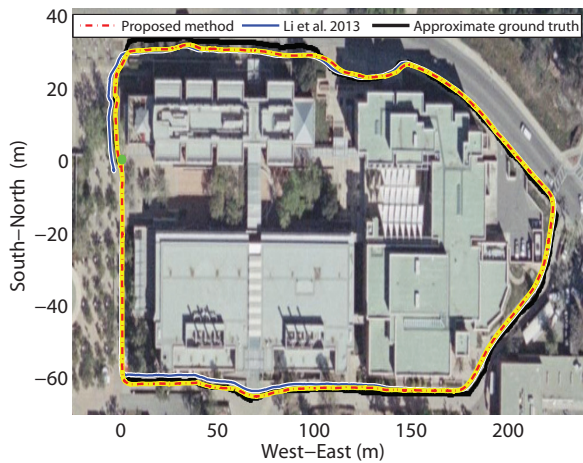 Proposed method Li et al. 2013 Approximate ground truth
40
20
0
−20
−40
−60
South−North (m)
0 50 100 150 200
West−East (m)